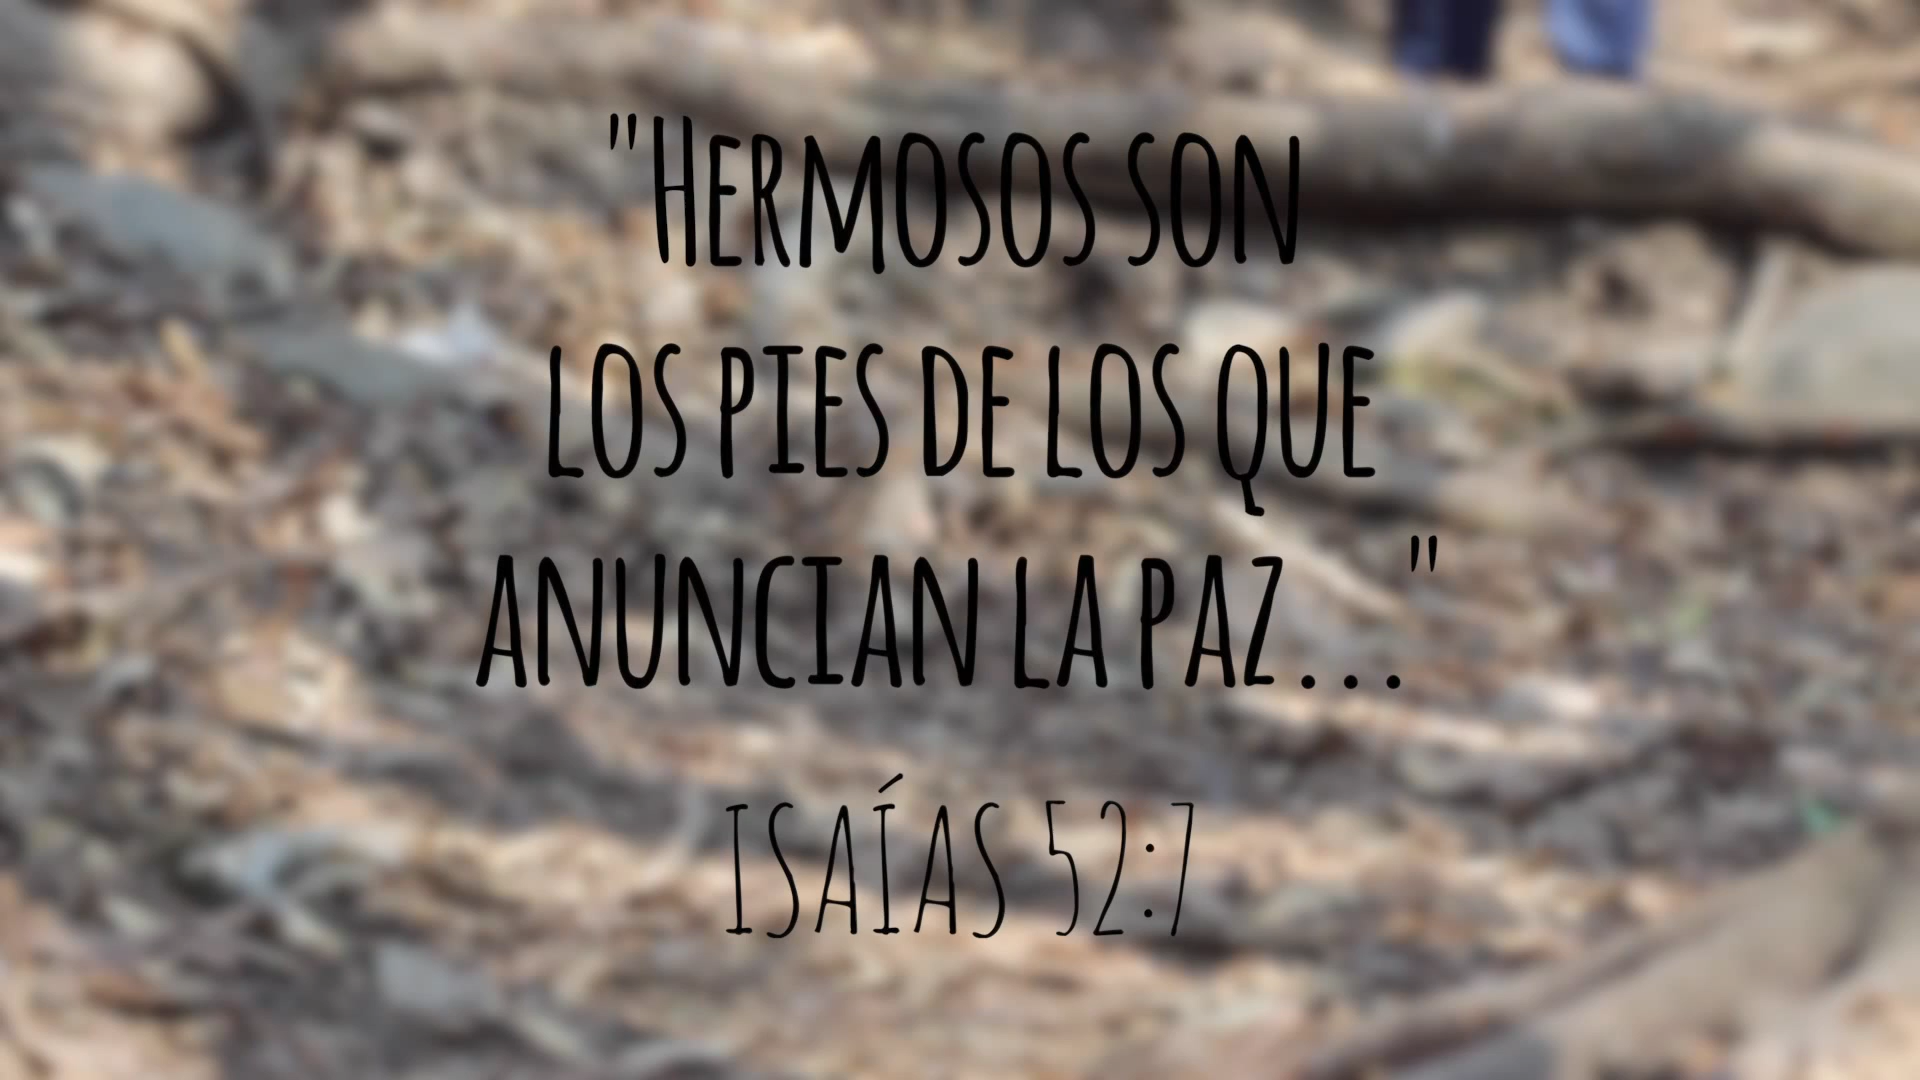 "Hermosos son
los pies de los que
anuncian la paz..."
Isaías 52:7